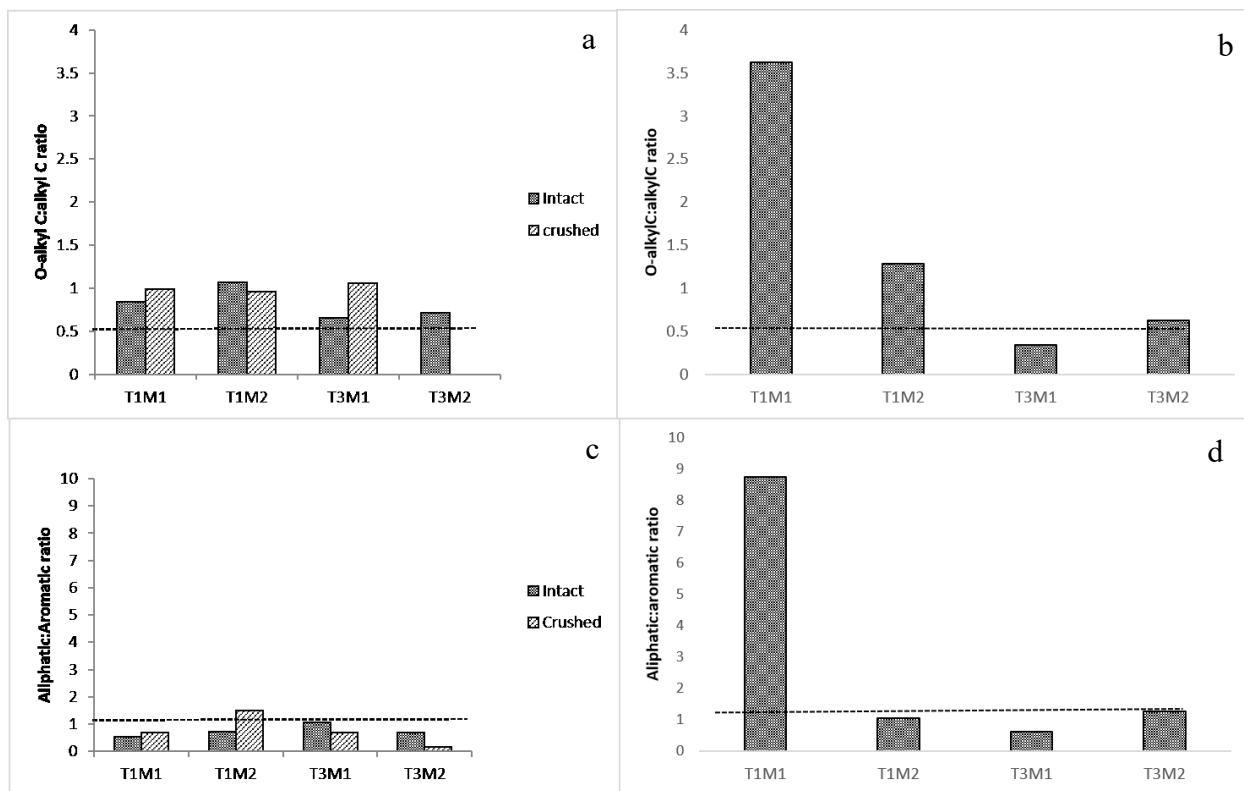 a
O-alkyl C:alkyl C ratio
4
3.5
3
2.5
2
1.5
1
0.5
0
T1M1 T1M2 T3M1 T3M2
Intact
crushed
b
O-alkylC:alkylC ratio
4
3.5
3
2.5
2
1.5
1
0.5
0
T1M1 T1M2 T3M1 T3M2
c
Aliphatic:Aromatic ratio
10
9
8
7
6
5
4
3
2
1
0
T1M1 T1M2 T3M1 T3M2
Intact
Crushed
d
Aliphatic:aromatic ratio
10
9
8
7
6
5
4
3
2
1
0
T1M1 T1M2 T3M1 T3M2